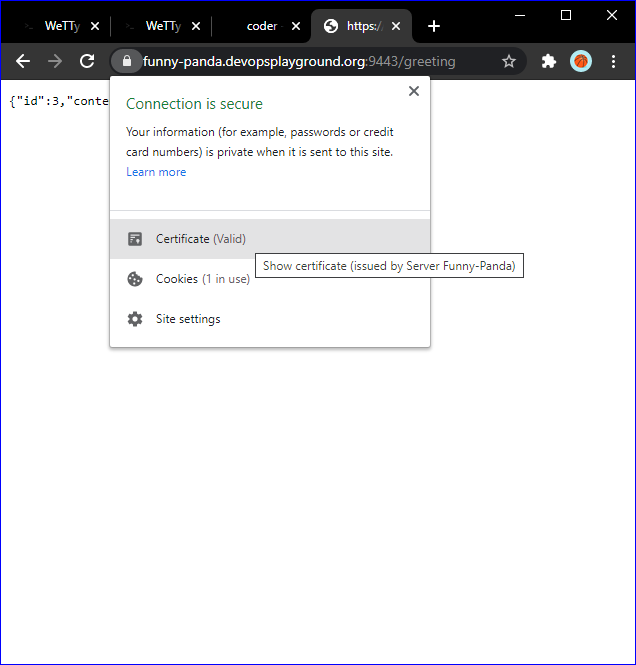 WeTTy
WeTTy
coder
https:/
funny-panda.devopsplayground.org:9443/greeting
{"id":3,"conte
Connection is secure
Your information (for example, passwords or credit
card numbers) is private when it is sent to this site.
Learn more
Certificate (Valid)
Show certificate (issued by Server Funny-Panda)
Cookies (1 in use)
Site settings